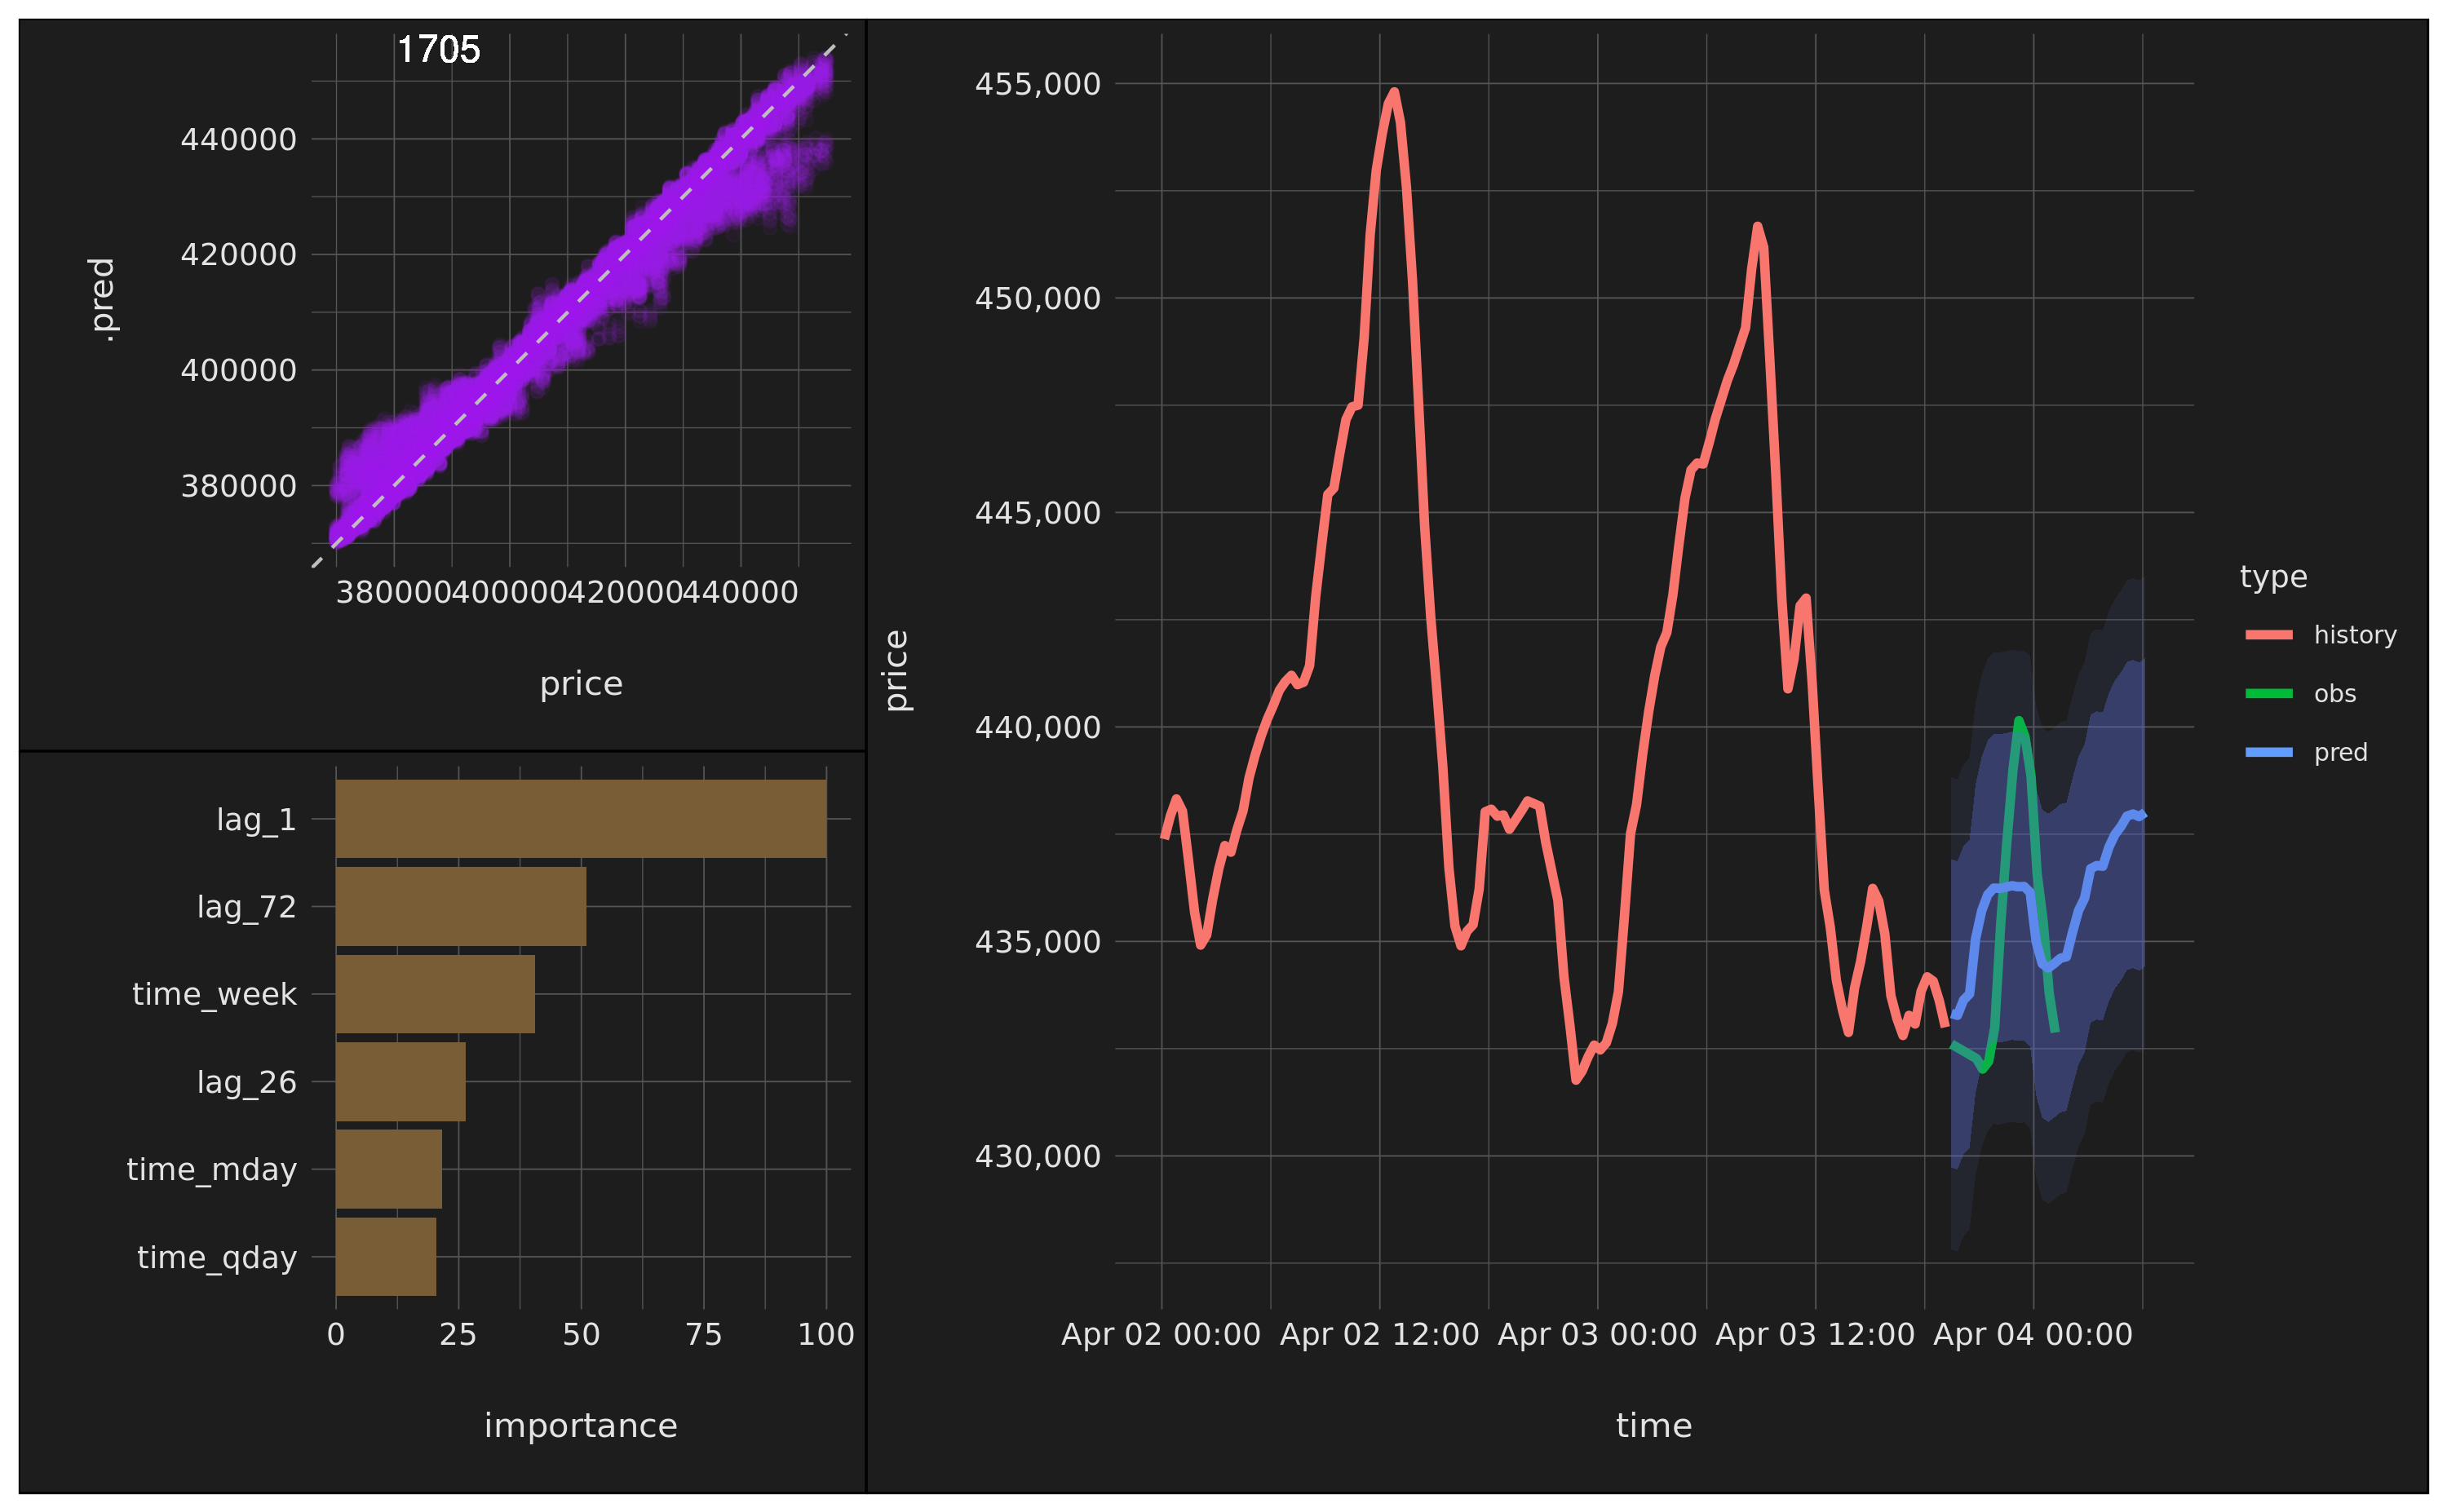 1705
440000
420000
400000
380000
.pred
380000400000420000440000
price
lag_1
lag_72
time_week
lag_26
time_mday
time_qday
0 25 50 75 100
importance
455,000
450,000
445,000
440,000
435,000
430,000
price
Apr 02 00:00 Apr 02 12:00 Apr 03 00:00 Apr 03 12:00 Apr 04 00:00
time
type
history
obs
pred